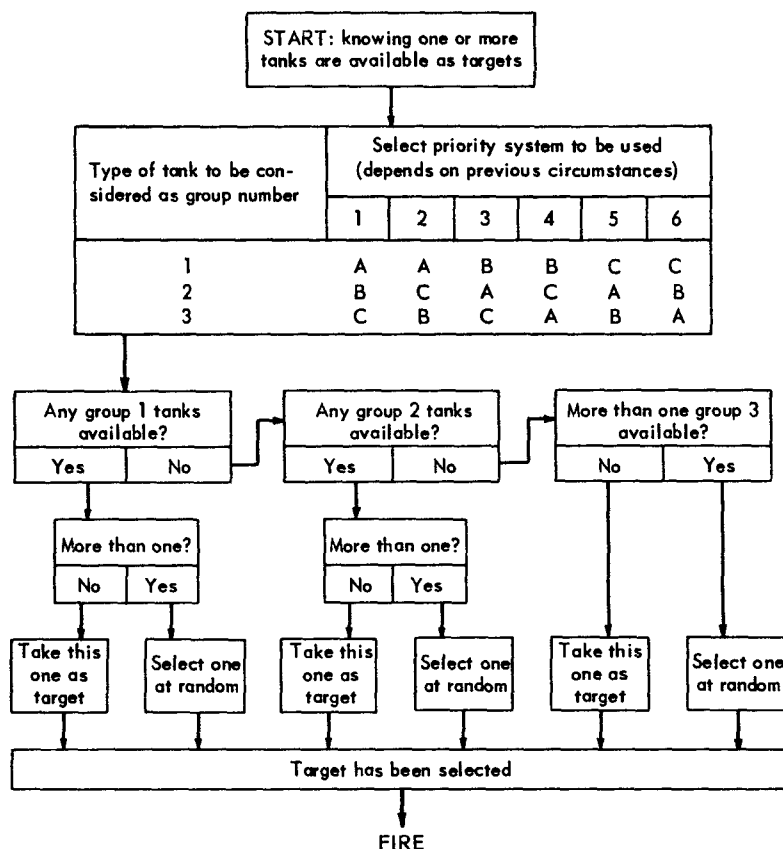 START: knowing one or more
tanks are available as targets
Type of tank to be con-
sidered as group number
Select priority system to be used
(depends on previous circumstances)
1 2 3 4 5 6
1 A A B B C C
2 B C A C A B
3 C B C A B A
Any group 1 tanks
available?
Yes No
Any group 2 tanks
available?
Yes No
More than one group 3
available?
No Yes
More than one?
No Yes
More than one?
No Yes
Take this
one as
target
Select one
at random
Take this
one as
target
Select one
at random
Take this
one as
target
Select one
at random
Target has been selected
FIRE